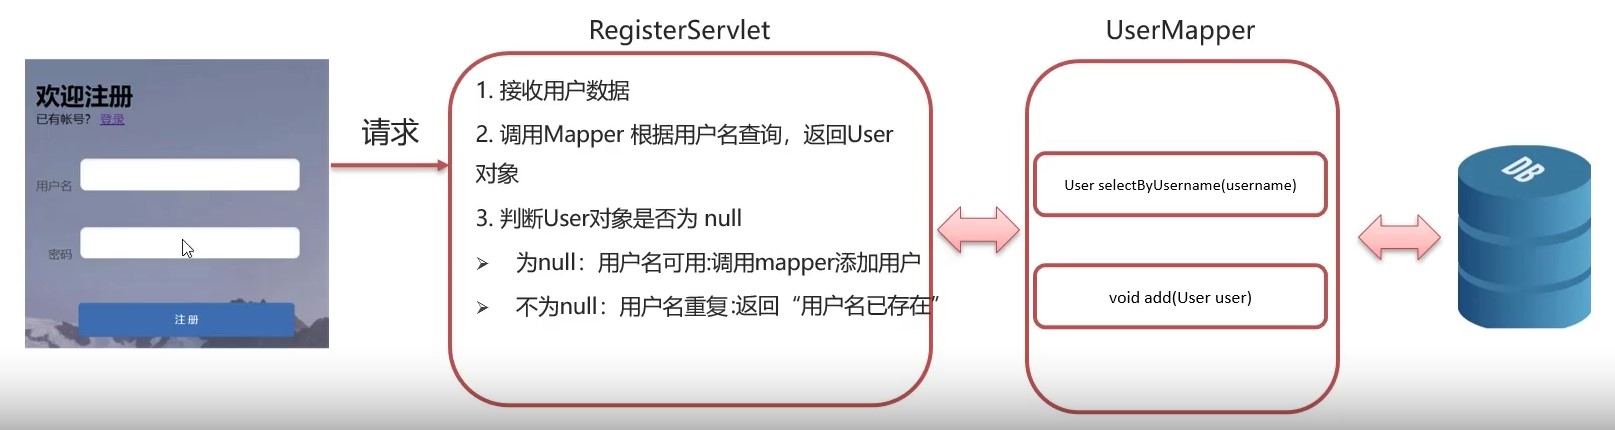 RegisterServlet
UserMapper
欢迎注册
已有帐号？ 登录
用户名
密码
注册
请求
1. 接收用户数据
2. 调用Mapper 根据用户名查询，返回User
对象
3. 判断User对象是否为 null
➢ 为null：用户名可用:调用mapper添加用户
➢ 不为null：用户名重复:返回“用户名已存在”
User selectByUsername(username)
void add(User user)
DB